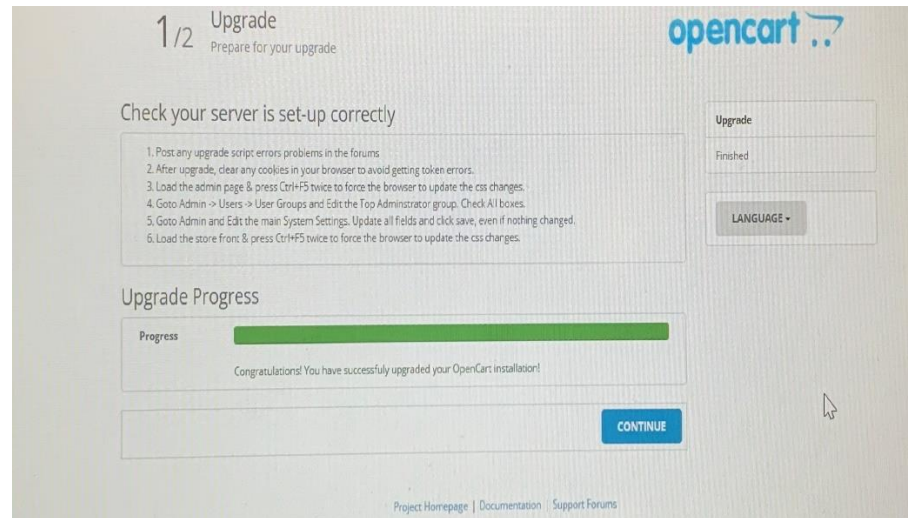 1/2
Upgrade
Prepare for your upgrade
opencart
Check your server is set-up correctly
1. Post any upgrade script errors problems in the forums
2. After upgrade, clear any cookies in your browser to avoid getting token errors.
3. Load the admin page & press Ctrl+F5 twice to force the browser to update the css changes.
4. Goto Admin -> Users -> User Groups and Edit the Top Adminstrator group. Check All boxes.
5. Goto Admin and Edit the main System Settings. Update all fields and click save, even if nothing changed.
6. Load the store front & press Ctrl+F5 twice to force the browser to update the css changes.
Upgrade
Finished
LANGUAGE
Upgrade Progress
Progress
Congratulations! You have successfuly upgraded your OpenCart installation!
CONTINUE
Project Homepage | Documentation | Support Forums